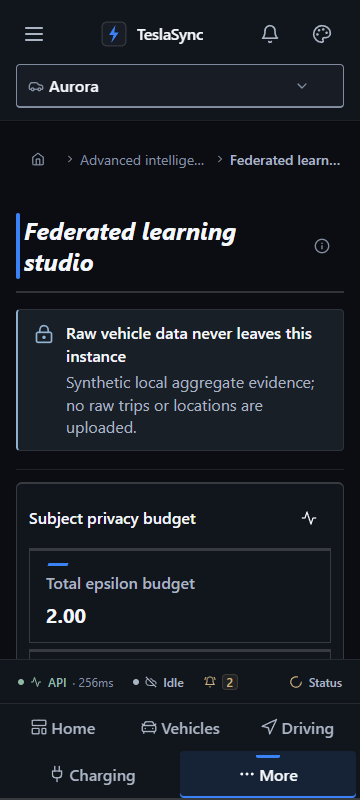 TeslaSync
Aurora
Advanced intellige... Federated learn...
Federated learning
studio
Raw vehicle data never leaves this
instance
Synthetic local aggregate evidence;
no raw trips or locations are
uploaded.
Subject privacy budget
Total epsilon budget
2.00
API · 256ms Idle 2 Status
Home Vehicles Driving
Charging More